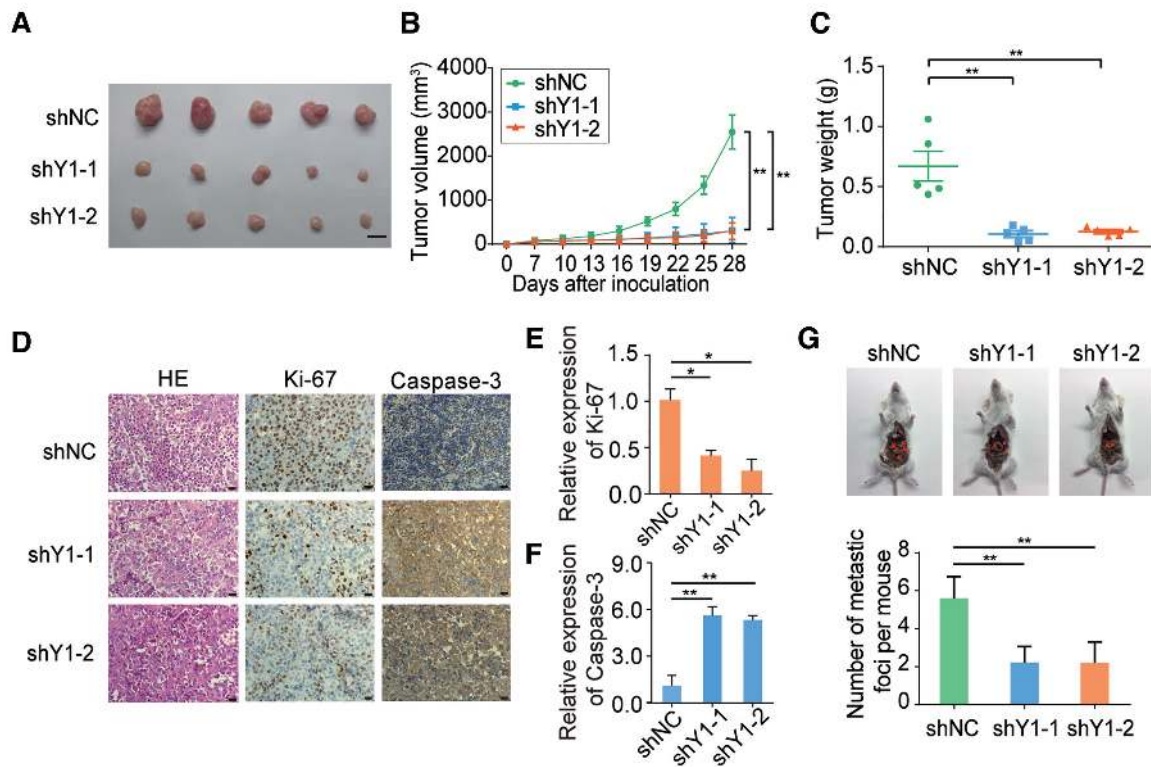 A
shNC
shY1-1
shY1-2
B
Tumor volume (mm³)
4000
3000
2000
1000
0
shNC
shY1-1
shY1-2
**
**
0 7 10 13 16 19 22 25 28
Days after inoculation
C
Tumor weight (g)
1.5
1.0
0.5
0.0
**
**
shNC shY1-1 shY1-2
D
HE Ki-67 Caspase-3
shNC
shY1-1
shY1-2
E
Relative expression
of Ki-67
1.5
1.0
0.5
0.0
*
*
shNC shY1-1 shY1-2
F
Relative expression
of Caspase-3
9.0
6.0
3.0
0.0
**
**
shNC shY1-1 shY1-2
G
shNC shY1-1 shY1-2
Number of metastic
foci per mouse
8
6
4
2
0
**
**
shNC shY1-1 shY1-2